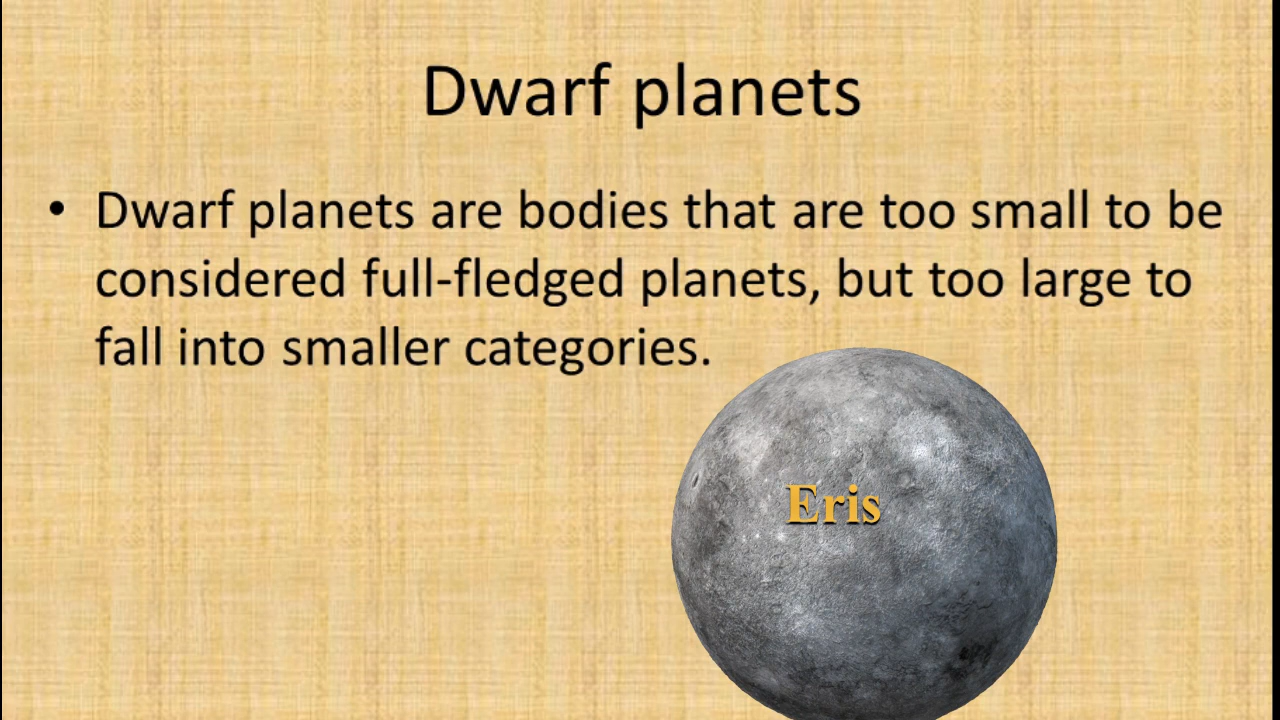 Dwarf planets
• Dwarf planets are bodies that are too small to be
considered full-fledged planets, but too large to
fall into smaller categories.
Eris